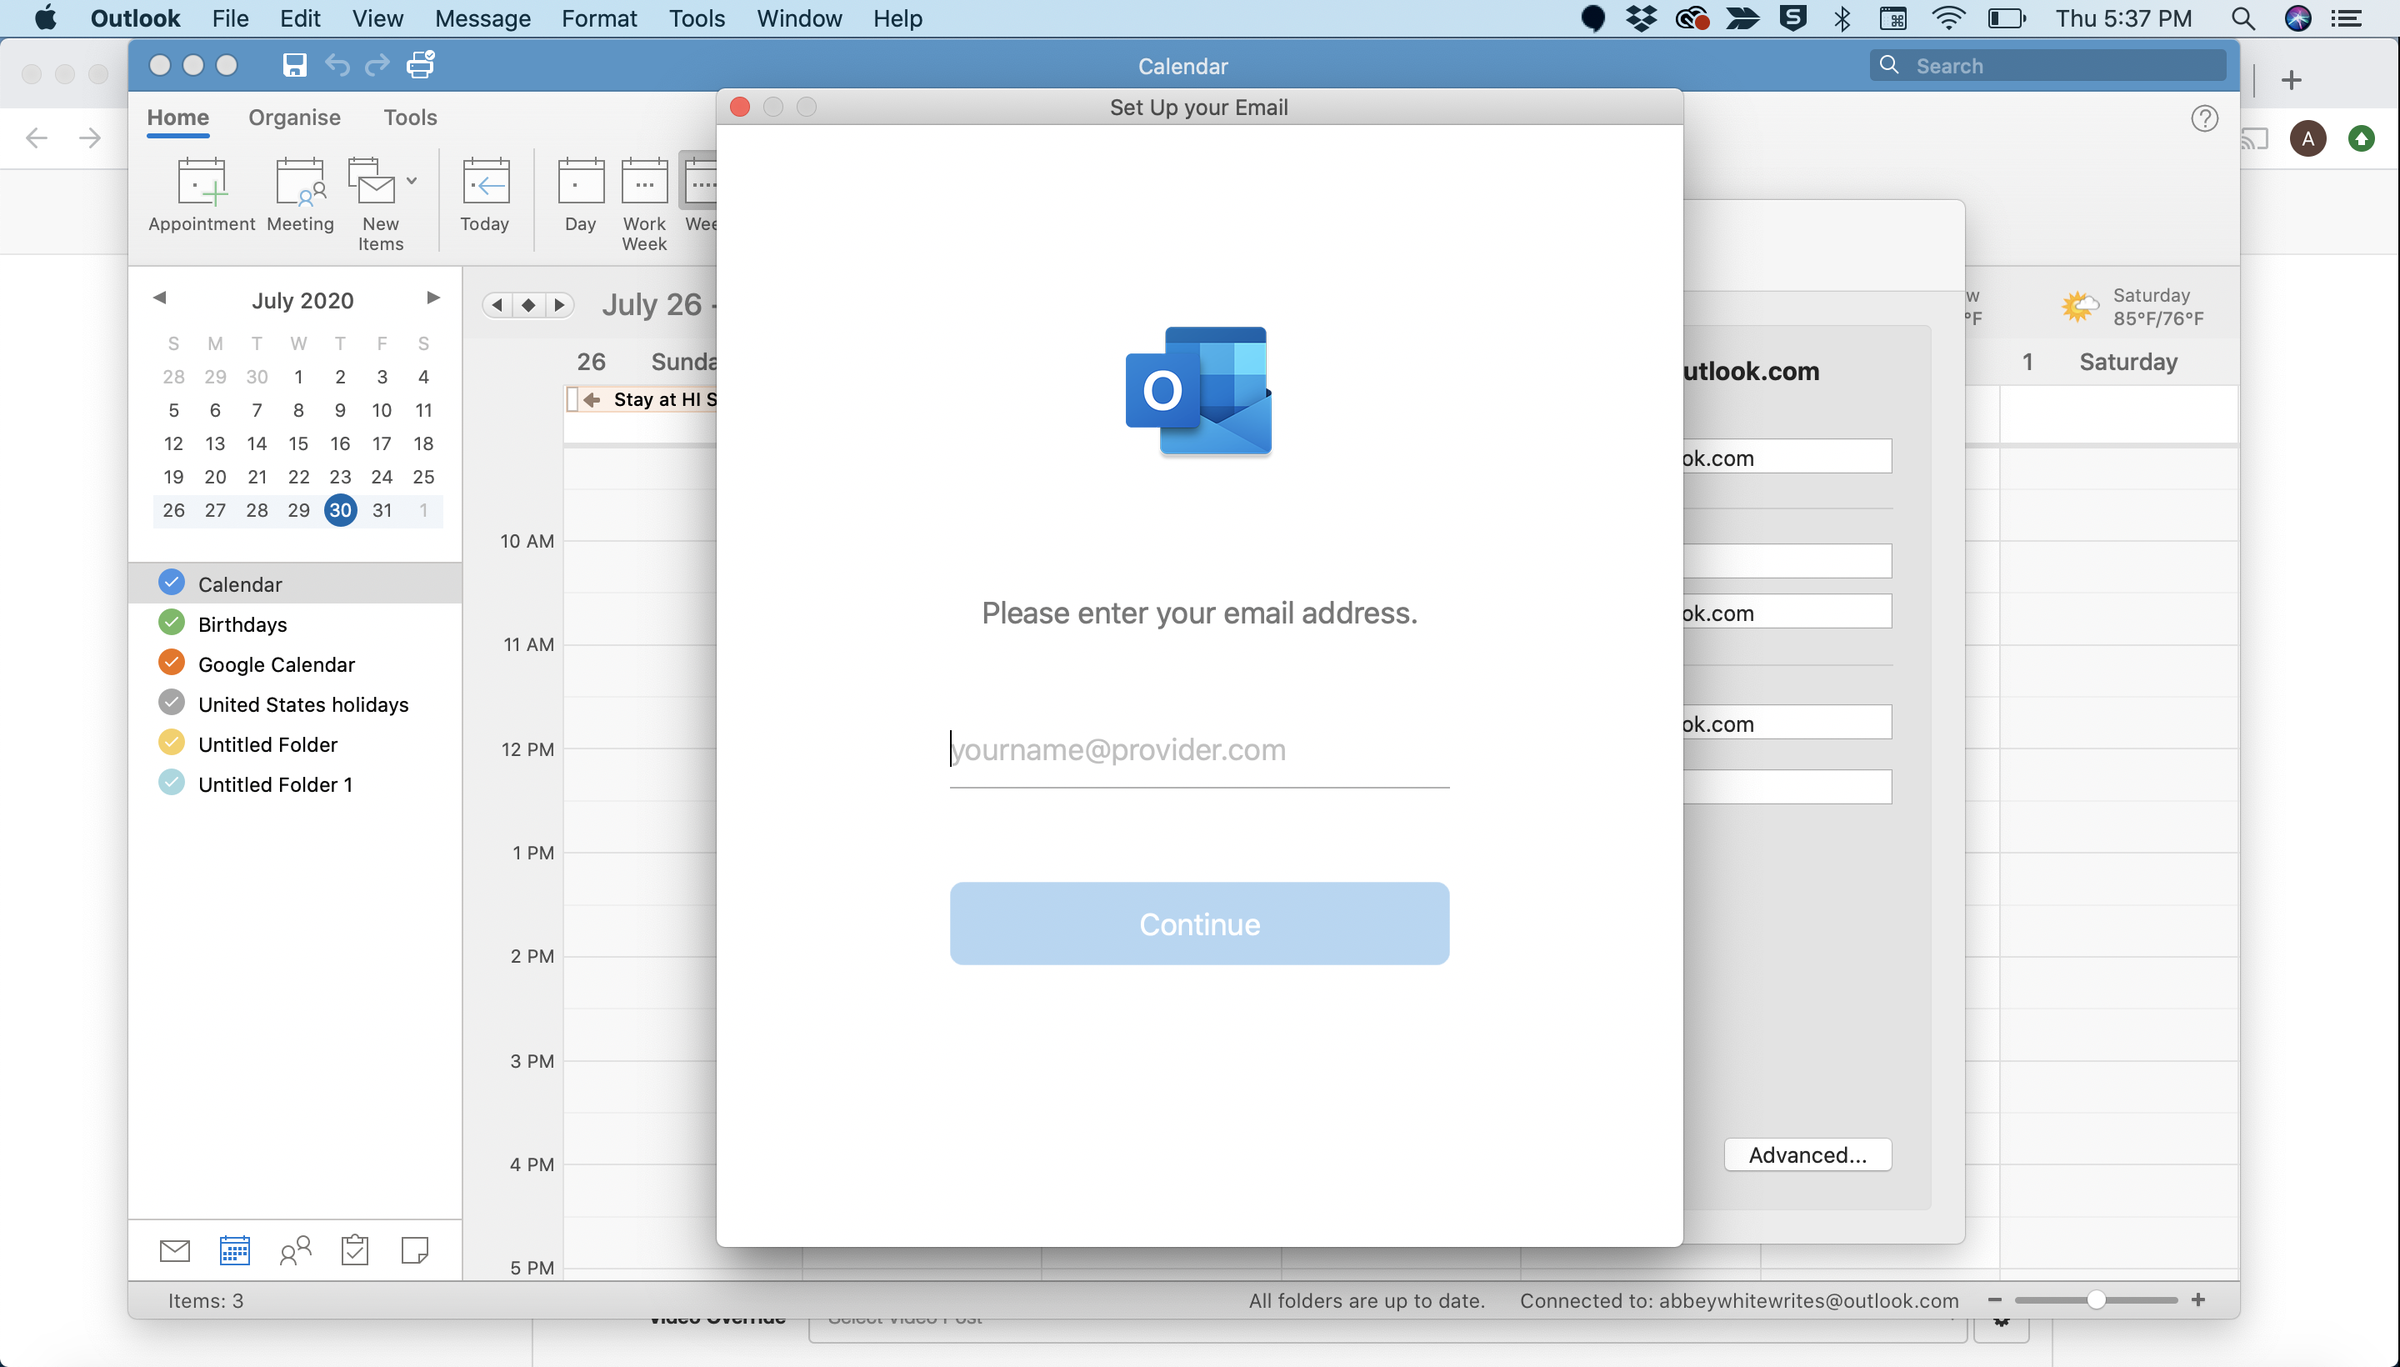 Outlook File Edit View Message Format Tools Window Help
Thu 5:37 PM
Calendar
Search
Home Organise Tools
Set Up your Email
A
Appointment
Meeting
New
Items
Today
Day
Work
Week
Wee
July 2020
S M T W T F S
28 29 30 1 2 3 4
5 6 7 8 9 10 11
12 13 14 15 16 17 18
19 20 21 22 23 24 25
26 27 28 29 30 31 1
Calendar
Birthdays
Google Calendar
United States holidays
Untitled Folder
Untitled Folder 1
July 26 -
26 Sunda
Stay at HI S
10 AM
11 AM
12 PM
1 PM
2 PM
3 PM
4 PM
5 PM
O
Please enter your email address.
yourname@provider.com
Continue
w
°F
Saturday
85°F/76°F
1 Saturday
utlook.com
ok.com
ok.com
ok.com
Advanced...
Items: 3
All folders are up to date.
Connected to: abbeywhitewrites@outlook.com
Video Override
Select Video Post